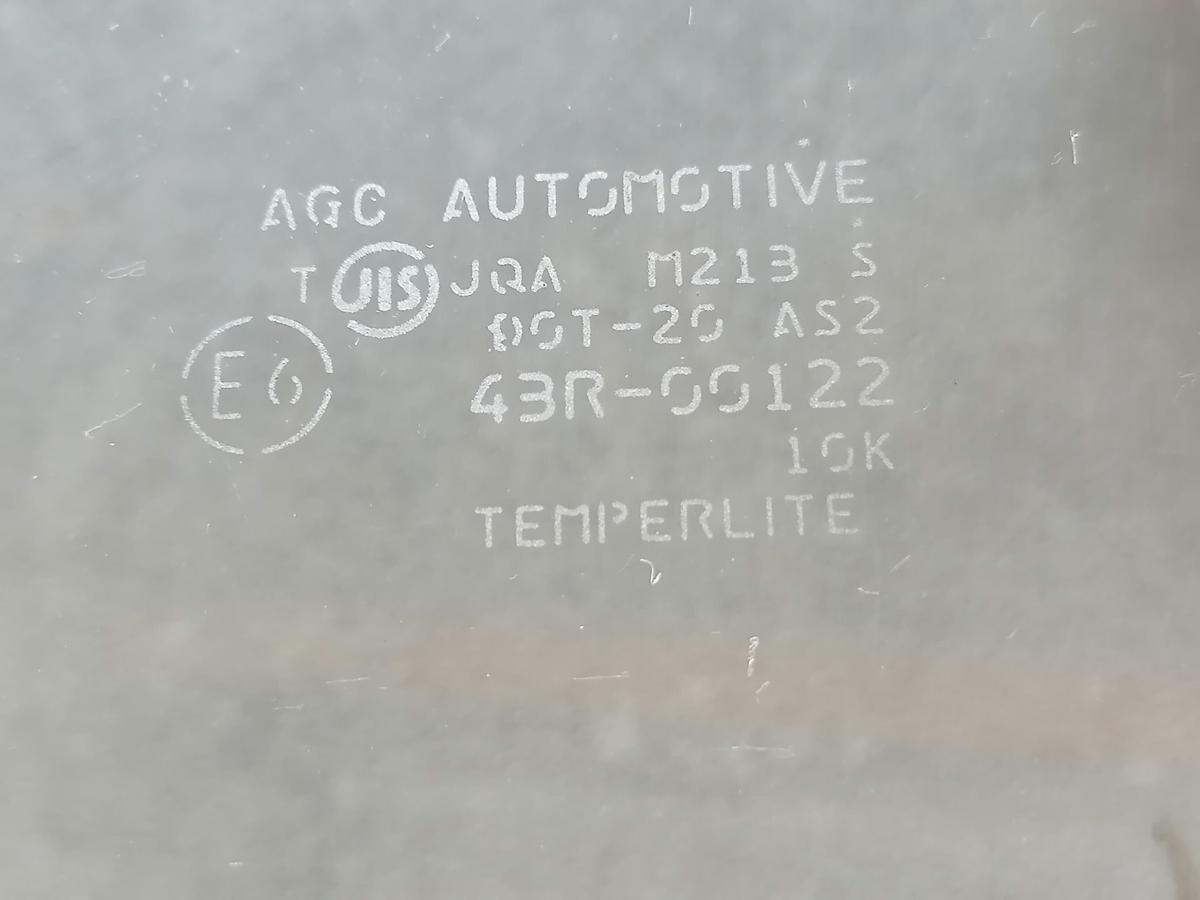 AGC AUTOMOTIVE
T JIS JQA M213 S
DOT-20 AS2
E6
43R-00122
10K
TEMPERLITE